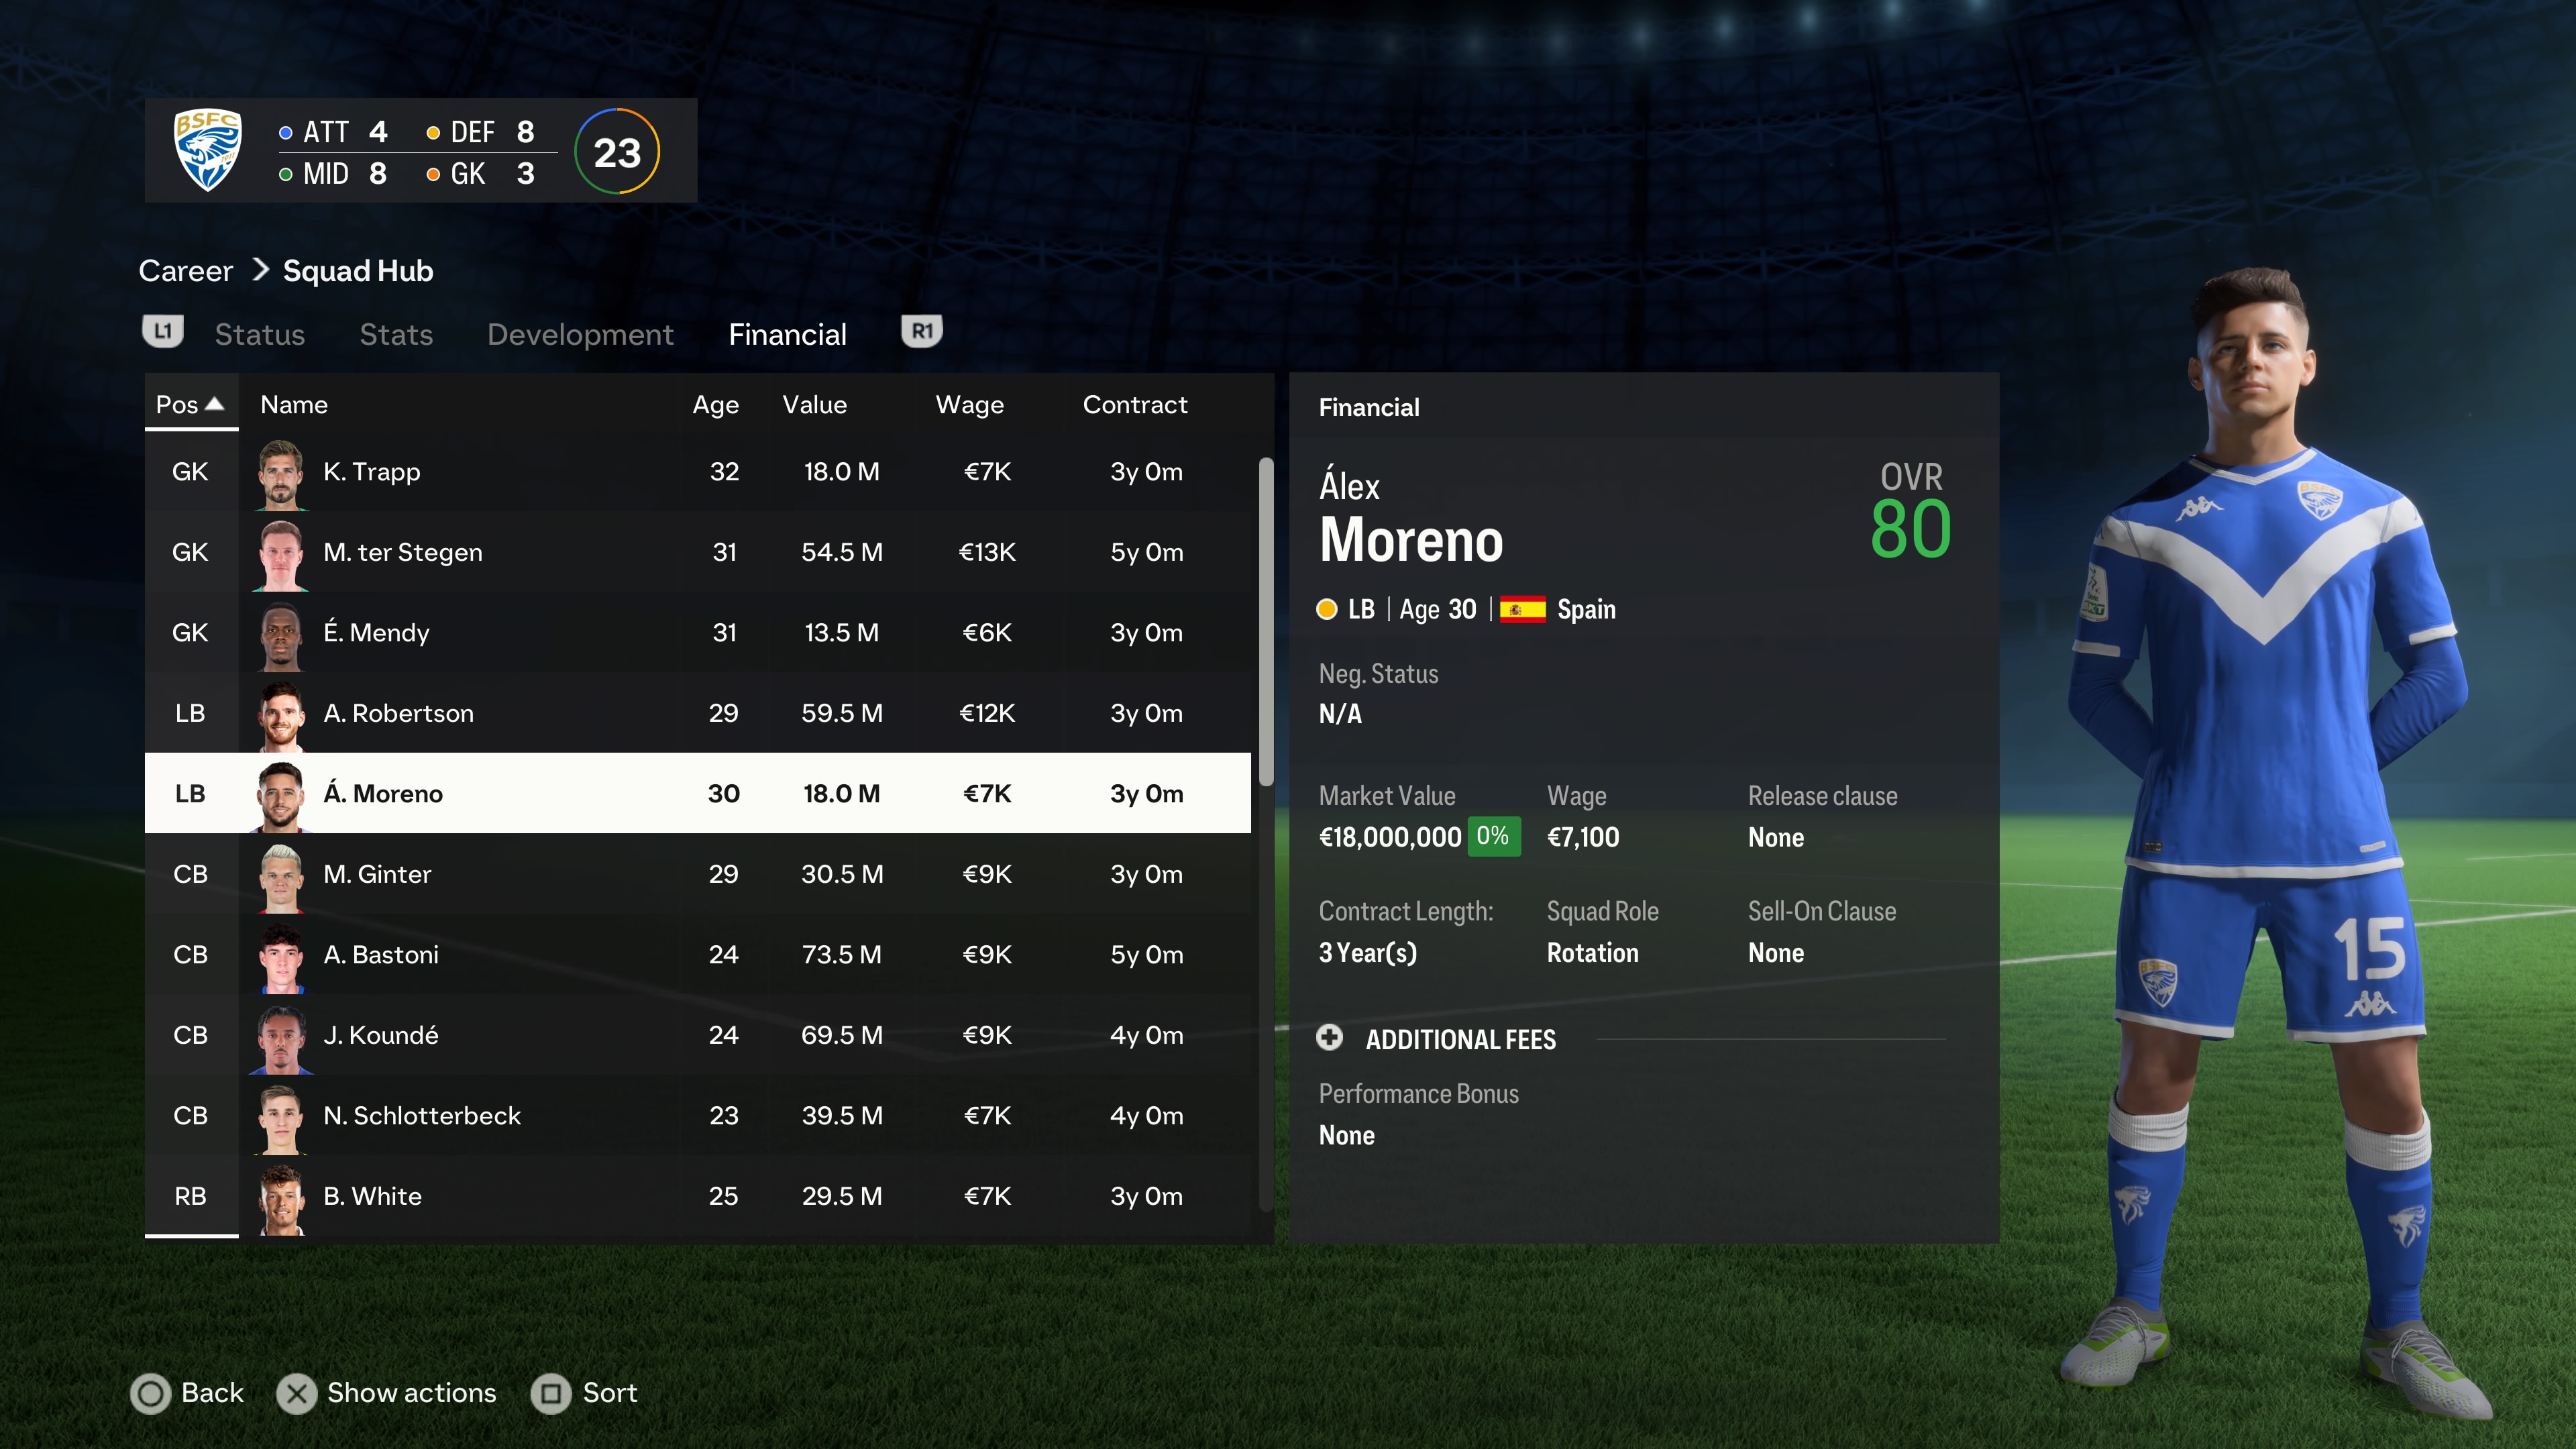 BSFC
ATT 4 DEF 8
MID 8 GK 3
23
Career > Squad Hub
L1 Status Stats Development Financial R1
Pos Name Age Value Wage Contract
GK K. Trapp 32 18.0 M €7K 3y 0m
GK M. ter Stegen 31 54.5 M €13K 5y 0m
GK É. Mendy 31 13.5 M €6K 3y 0m
LB A. Robertson 29 59.5 M €12K 3y 0m
LB Á. Moreno 30 18.0 M €7K 3y 0m
CB M. Ginter 29 30.5 M €9K 3y 0m
CB A. Bastoni 24 73.5 M €9K 5y 0m
CB J. Koundé 24 69.5 M €9K 4y 0m
CB N. Schlotterbeck 23 39.5 M €7K 4y 0m
RB B. White 25 29.5 M €7K 3y 0m
Financial
Álex
Moreno
OVR
80
LB | Age 30 | Spain
Neg. Status
N/A
Market Value Wage Release clause
€18,000,000 0% €7,100 None
Contract Length: Squad Role Sell-On Clause
3 Year(s) Rotation None
ADDITIONAL FEES
Performance Bonus
None
BSFC
15
BSFC
Back Show actions Sort